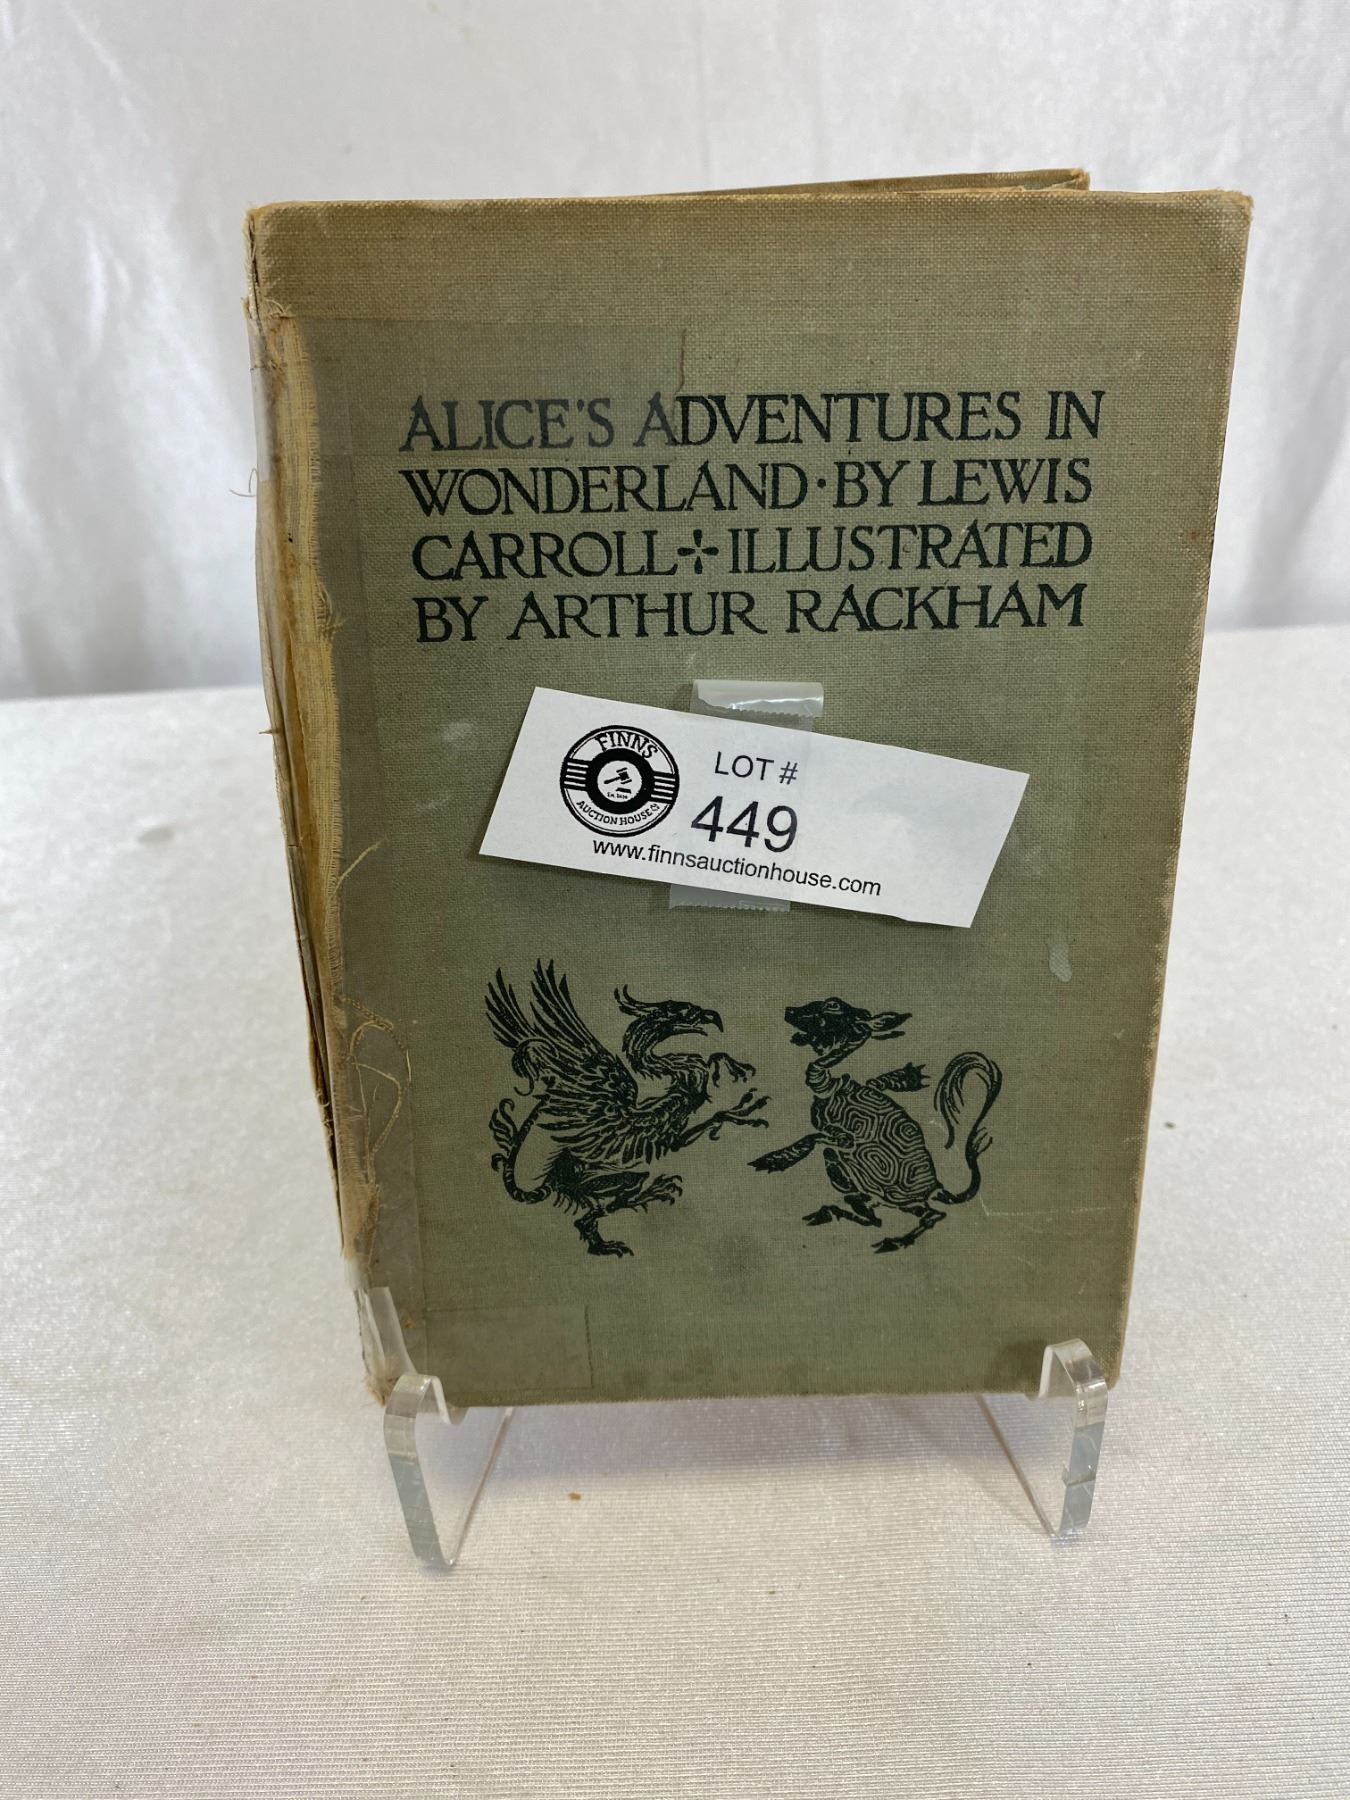 ALICE'S ADVENTURES IN
WONDERLAND · BY LEWIS
CARROLL ✢ ILLUSTRATED
BY ARTHUR RACKHAM
FINNS
AUCTION HOUSE
LOT #
449
www.finnsauctionhouse.com